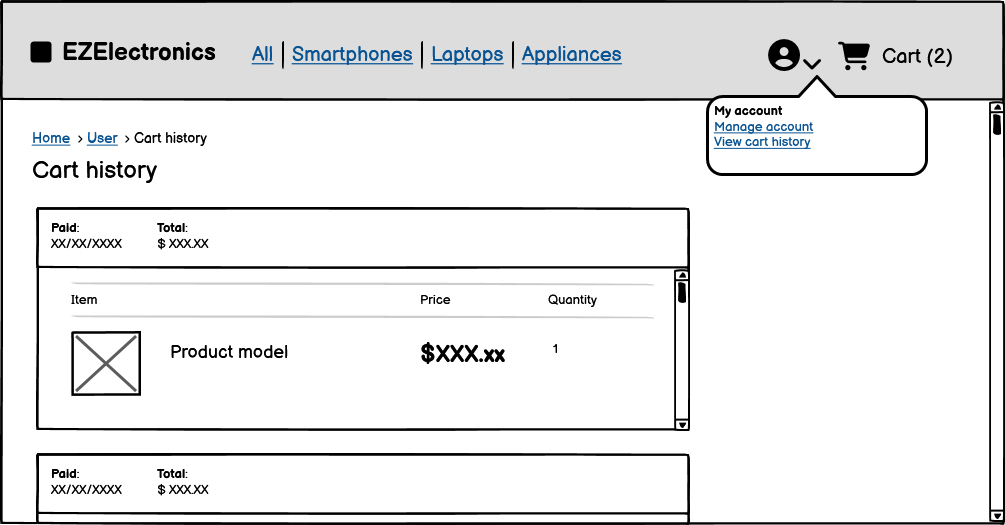 EZElectronics All Smartphones Laptops Appliances Cart (2)
My account
Manage account
View cart history
Home > User > Cart history
Cart history
Paid: Total:
XX/XX/XXXX $ XXX.XX
Item Price Quantity
Product model $XXX.xx 1
Paid: Total:
XX/XX/XXXX $ XXX.XX